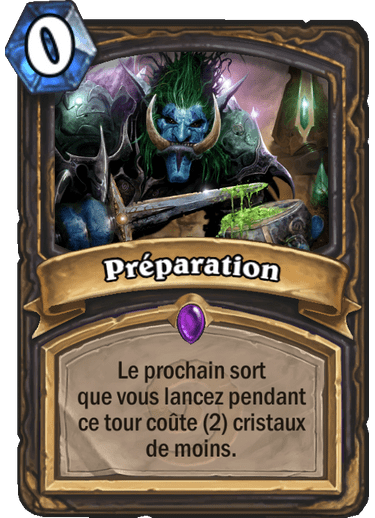 0
Préparation
Le prochain sort
que vous lancez pendant
ce tour coûte (2) cristaux
de moins.